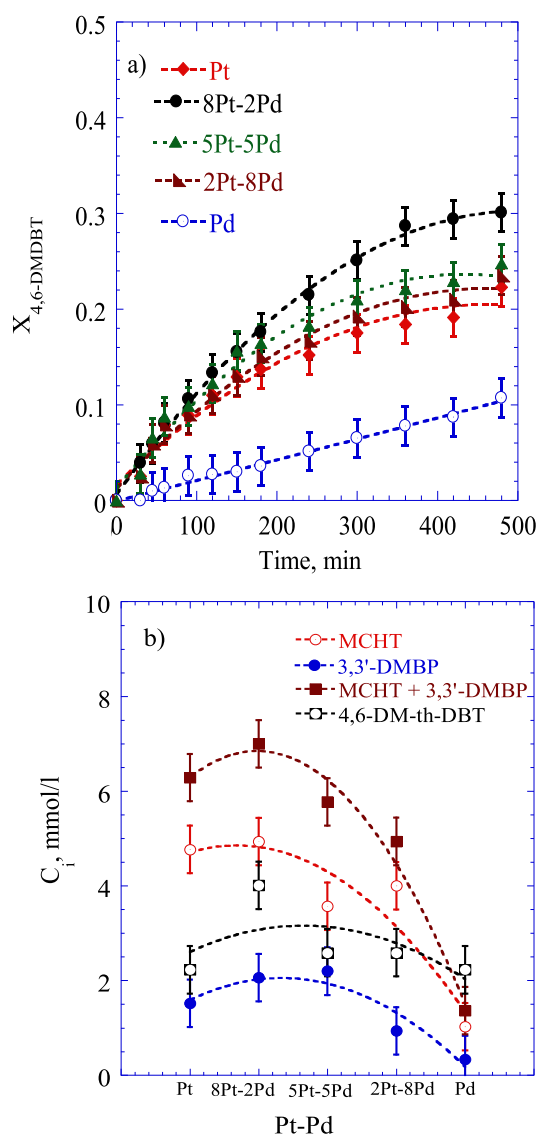 0.5
a)
Pt
8Pt-2Pd
0.4
5Pt-5Pd
2Pt-8Pd
0.3
Pd
X4,6-DMDBT
0.2
0.1
0
0 100 200 300 400 500
Time, min
10
b)
MCHT
3,3'-DMBP
MCHT + 3,3'-DMBP
4,6-DM-th-DBT
8
6
Ci, mmol/l
4
2
0
Pt 8Pt-2Pd 5Pt-5Pd 2Pt-8Pd Pd
Pt-Pd